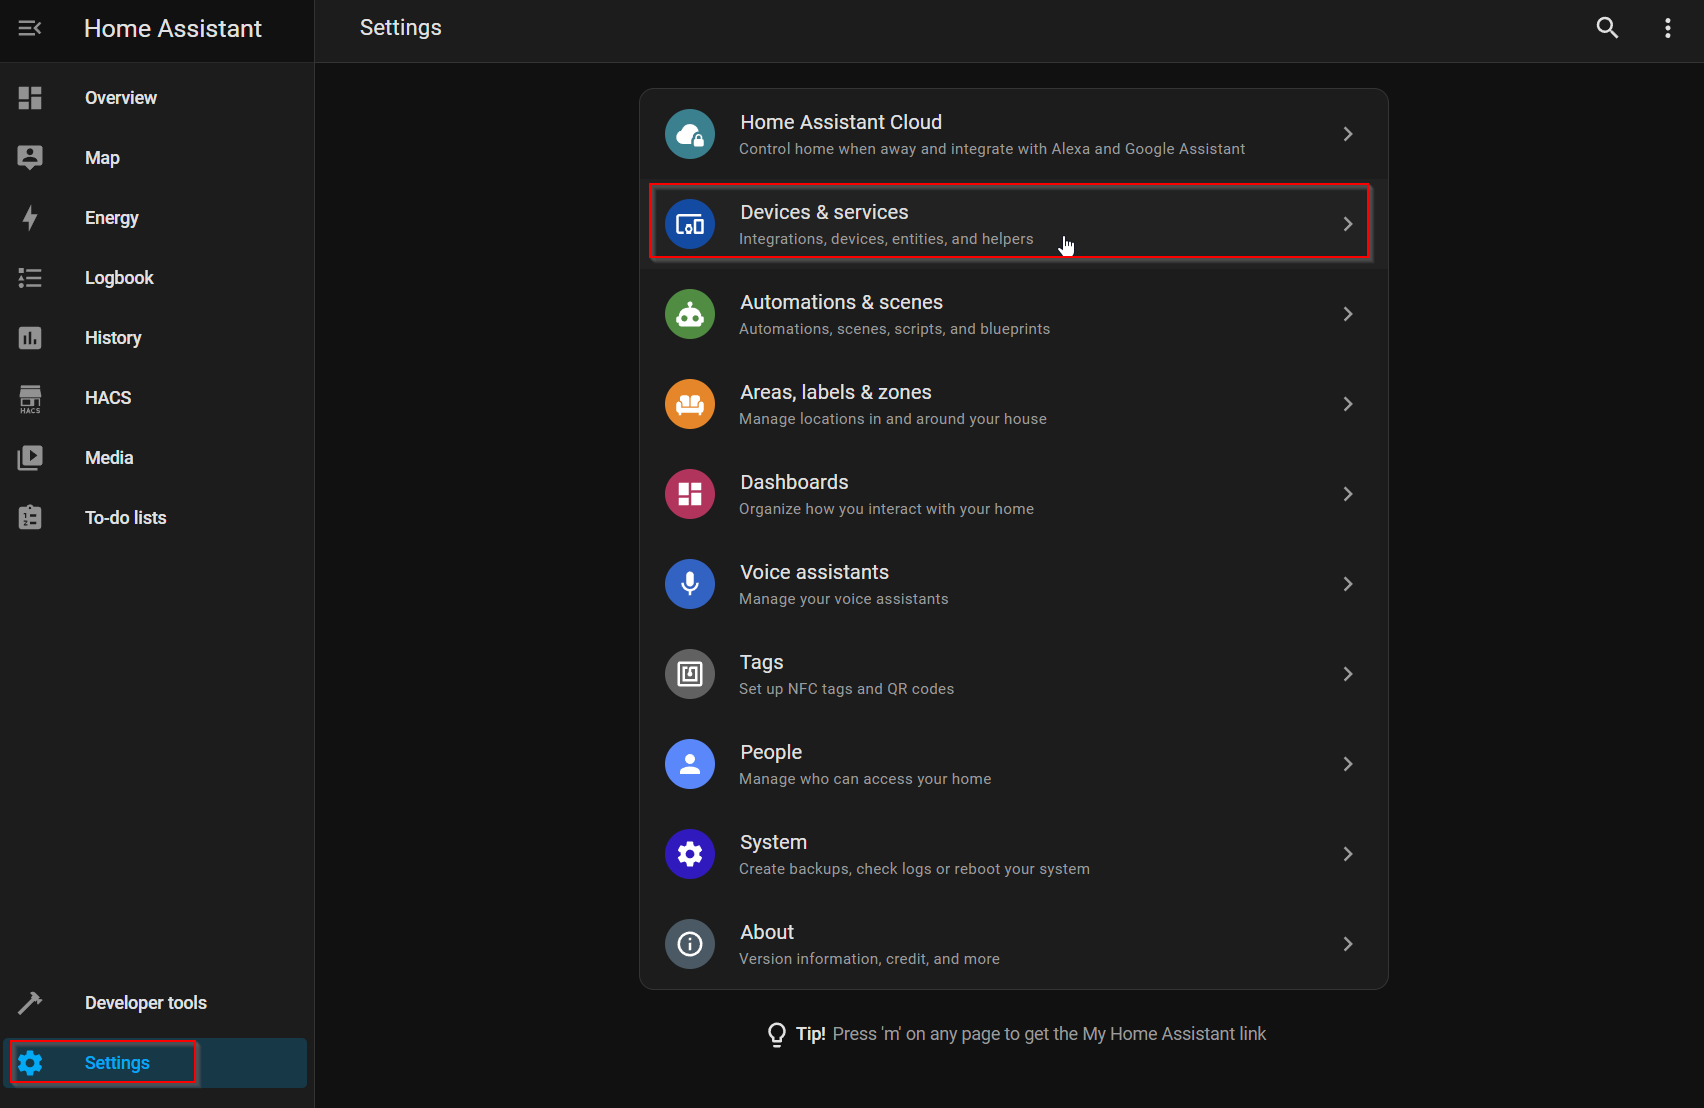 Home Assistant
Settings
Overview
Map
Energy
Logbook
History
HACS
HACS
Media
To-do lists
Developer tools
Settings
Home Assistant Cloud
Control home when away and integrate with Alexa and Google Assistant
Devices & services
Integrations, devices, entities, and helpers
Automations & scenes
Automations, scenes, scripts, and blueprints
Areas, labels & zones
Manage locations in and around your house
Dashboards
Organize how you interact with your home
Voice assistants
Manage your voice assistants
Tags
Set up NFC tags and QR codes
People
Manage who can access your home
System
Create backups, check logs or reboot your system
About
Version information, credit, and more
Tip! Press 'm' on any page to get the My Home Assistant link